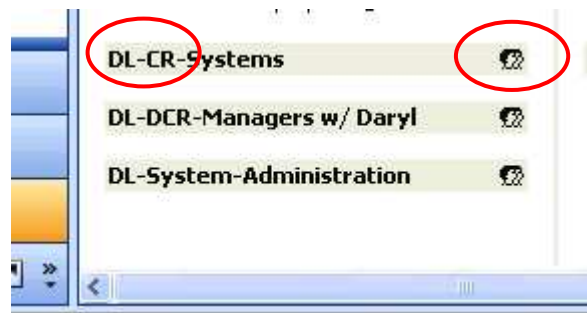 DL-CR-Systems
DL-DCR-Managers w/ Daryl
DL-System-Administration